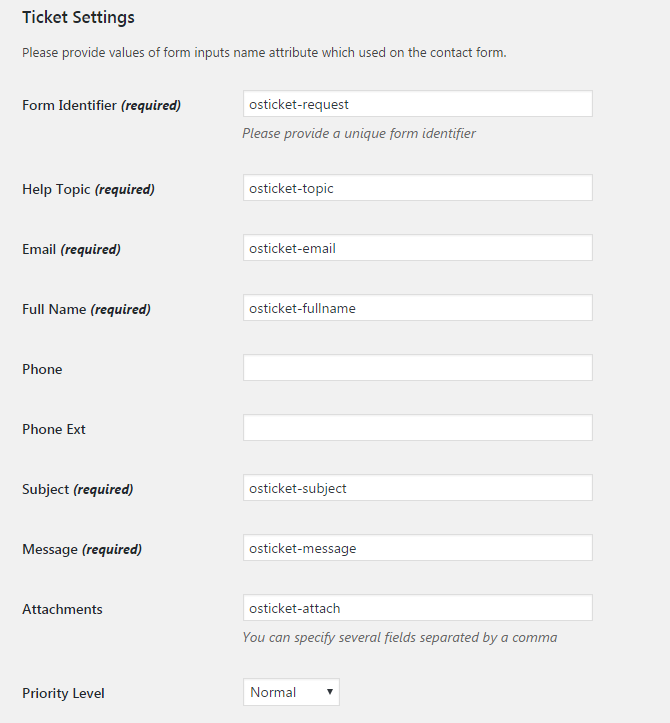 Ticket Settings
Please provide values of form inputs name attribute which used on the contact form.
Form Identifier (required) osticket-request
Please provide a unique form identifier
Help Topic (required) osticket-topic
Email (required) osticket-email
Full Name (required) osticket-fullname
Phone
Phone Ext
Subject (required) osticket-subject
Message (required) osticket-message
Attachments osticket-attach
You can specify several fields separated by a comma
Priority Level Normal